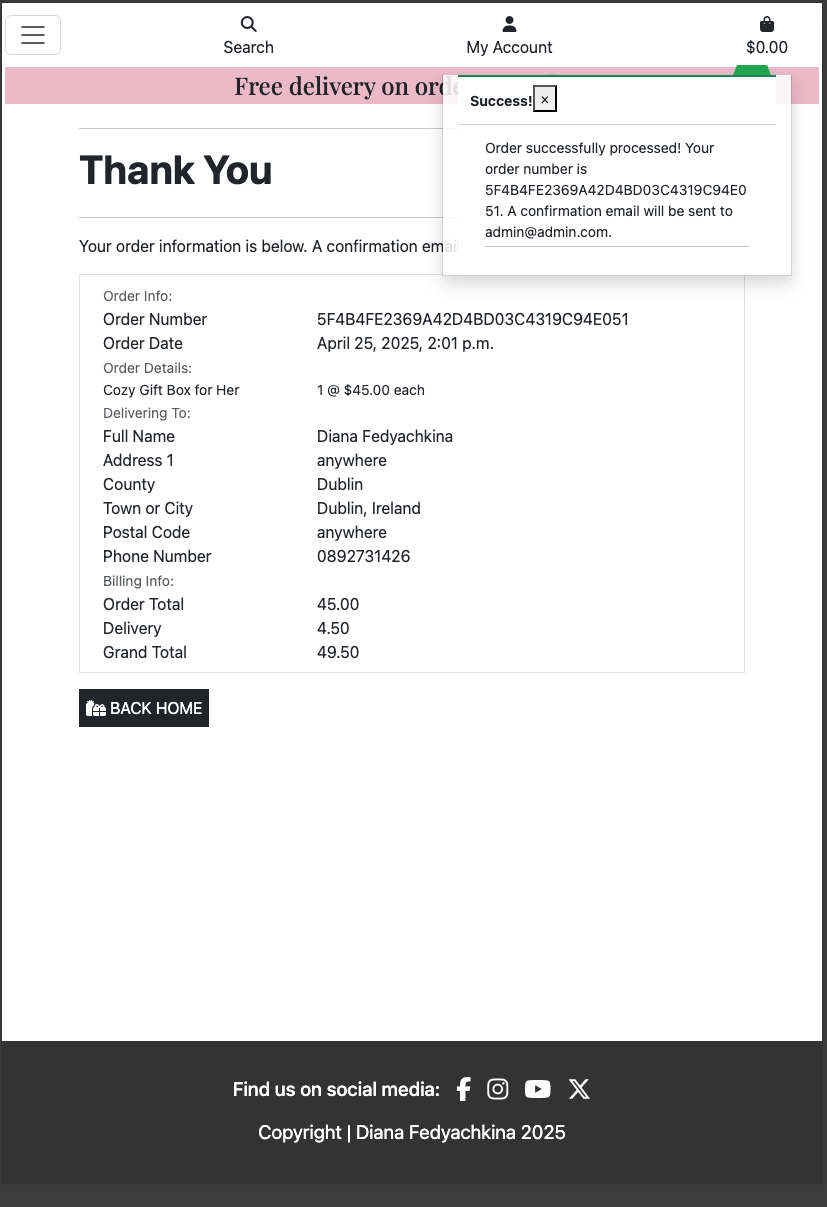 Search
My Account
$0.00
Free delivery on
Success!
×
Order successfully processed! Your
order number is
5F4B4FE2369A42D4BD03C4319C94E0
51. A confirmation email will be sent to
admin@admin.com.
Thank You
Your order information is below. A confirmation email
Order Info:
Order Number 5F4B4FE2369A42D4BD03C4319C94E051
Order Date April 25, 2025, 2:01 p.m.
Order Details:
Cozy Gift Box for Her 1 @ $45.00 each
Delivering To:
Full Name Diana Fedyachkina
Address 1 anywhere
County Dublin
Town or City Dublin, Ireland
Postal Code anywhere
Phone Number 0892731426
Billing Info:
Order Total 45.00
Delivery 4.50
Grand Total 49.50
BACK HOME
Find us on social media:
Copyright | Diana Fedyachkina 2025